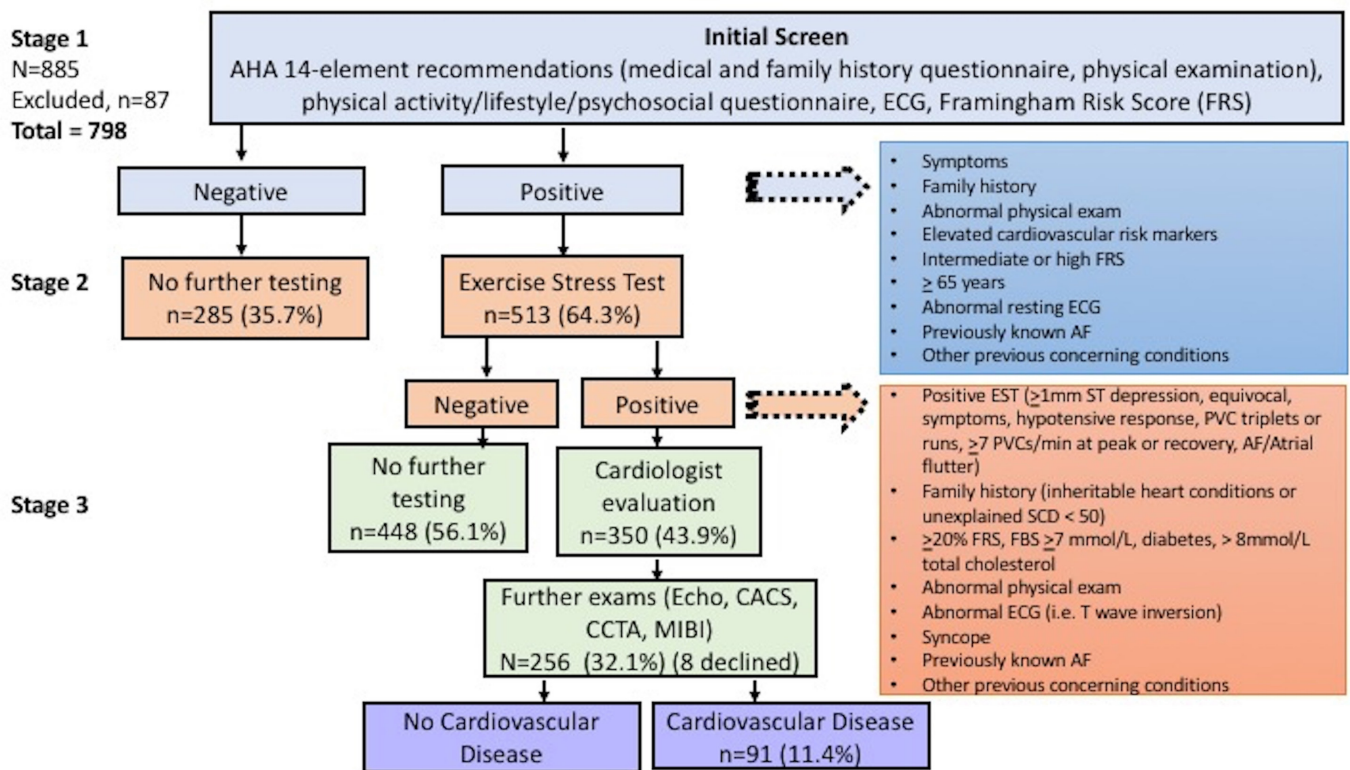 Stage 1
N=885
Excluded, n=87
Total = 798
Initial Screen
AHA 14-element recommendations (medical and family history questionnaire, physical examination),
physical activity/lifestyle/psychosocial questionnaire, ECG, Framingham Risk Score (FRS)
Negative
Positive
• Symptoms
• Family history
• Abnormal physical exam
• Elevated cardiovascular risk markers
• Intermediate or high FRS
• ≥ 65 years
• Abnormal resting ECG
• Previously known AF
• Other previous concerning conditions
Stage 2
No further testing
n=285 (35.7%)
Exercise Stress Test
n=513 (64.3%)
Negative
Positive
• Positive EST (≥1mm ST depression, equivocal,
symptoms, hypotensive response, PVC triplets or
runs, ≥7 PVCs/min at peak or recovery, AF/Atrial
flutter)
• Family history (inheritable heart conditions or
unexplained SCD < 50)
• ≥20% FRS, FBS ≥7 mmol/L, diabetes, > 8mmol/L
total cholesterol
• Abnormal physical exam
• Abnormal ECG (i.e. T wave inversion)
• Syncope
• Previously known AF
• Other previous concerning conditions
Stage 3
No further
testing
n=448 (56.1%)
Cardiologist
evaluation
n=350 (43.9%)
Further exams (Echo, CACS,
CCTA, MIBI)
N=256 (32.1%) (8 declined)
No Cardiovascular
Disease
Cardiovascular Disease
n=91 (11.4%)